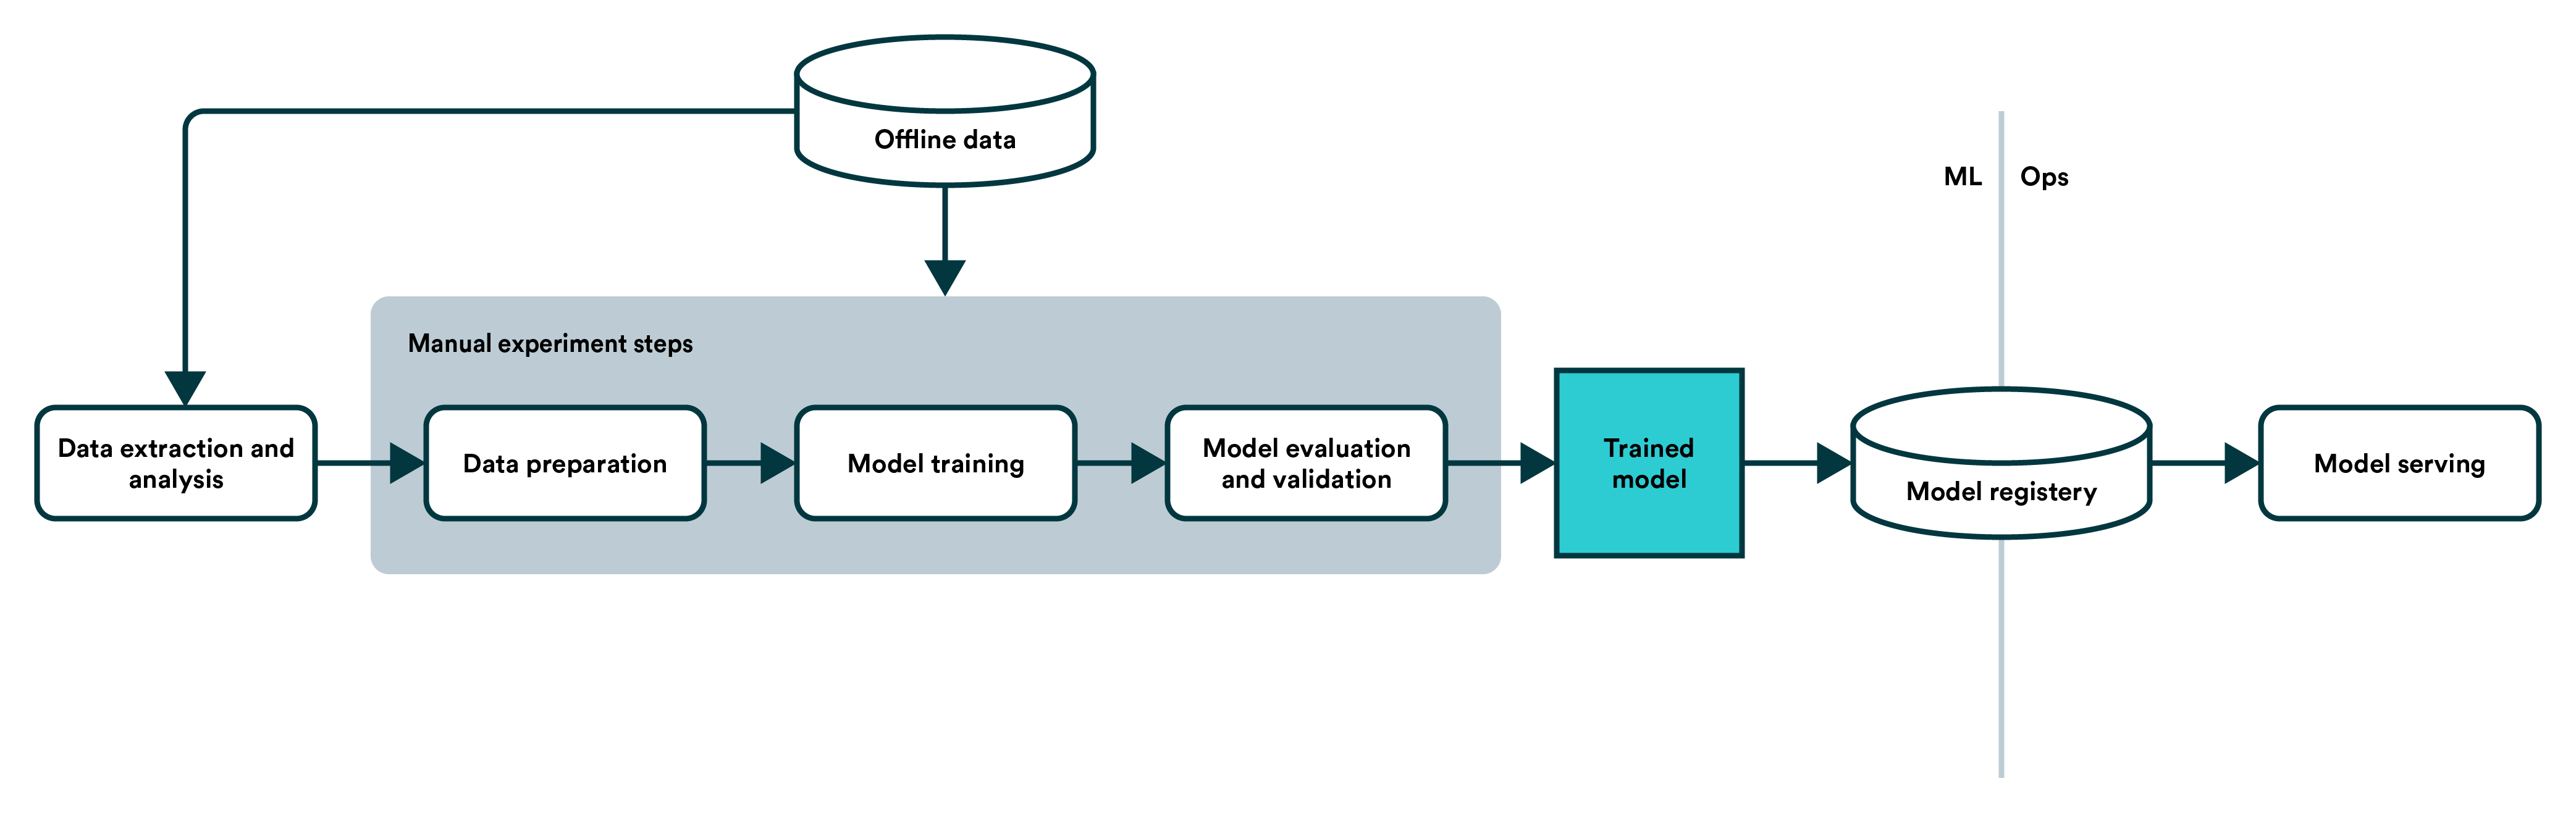 Offline data
ML
Ops
Manual experiment steps
Data extraction and
analysis
Data preparation
Model training
Model evaluation
and validation
Trained
model
Model registery
Model serving